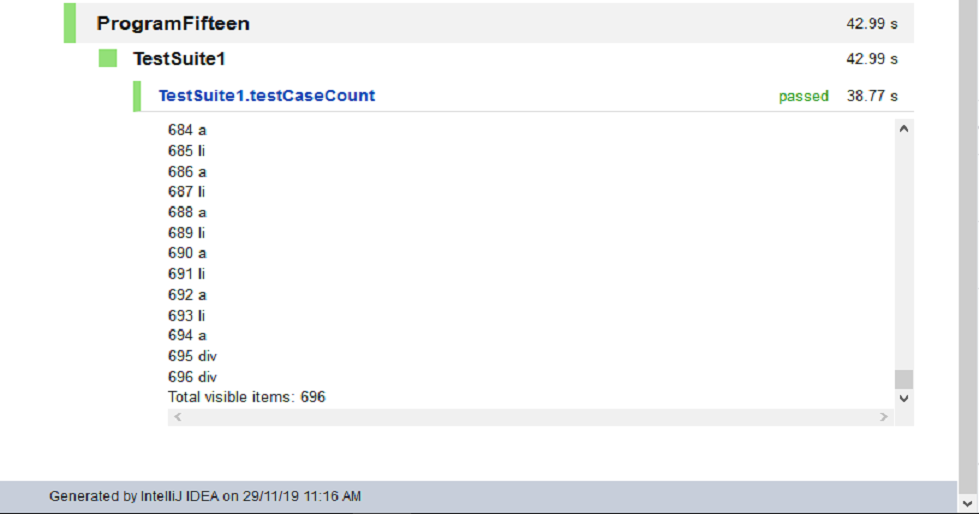 ProgramFifteen 42.99 s
TestSuite1 42.99 s
TestSuite1.testCaseCount passed 38.77 s
684 a
685 li
686 a
687 li
688 a
689 li
690 a
691 li
692 a
693 li
694 a
695 div
696 div
Total visible items: 696
Generated by IntelliJ IDEA on 29/11/19 11:16 AM